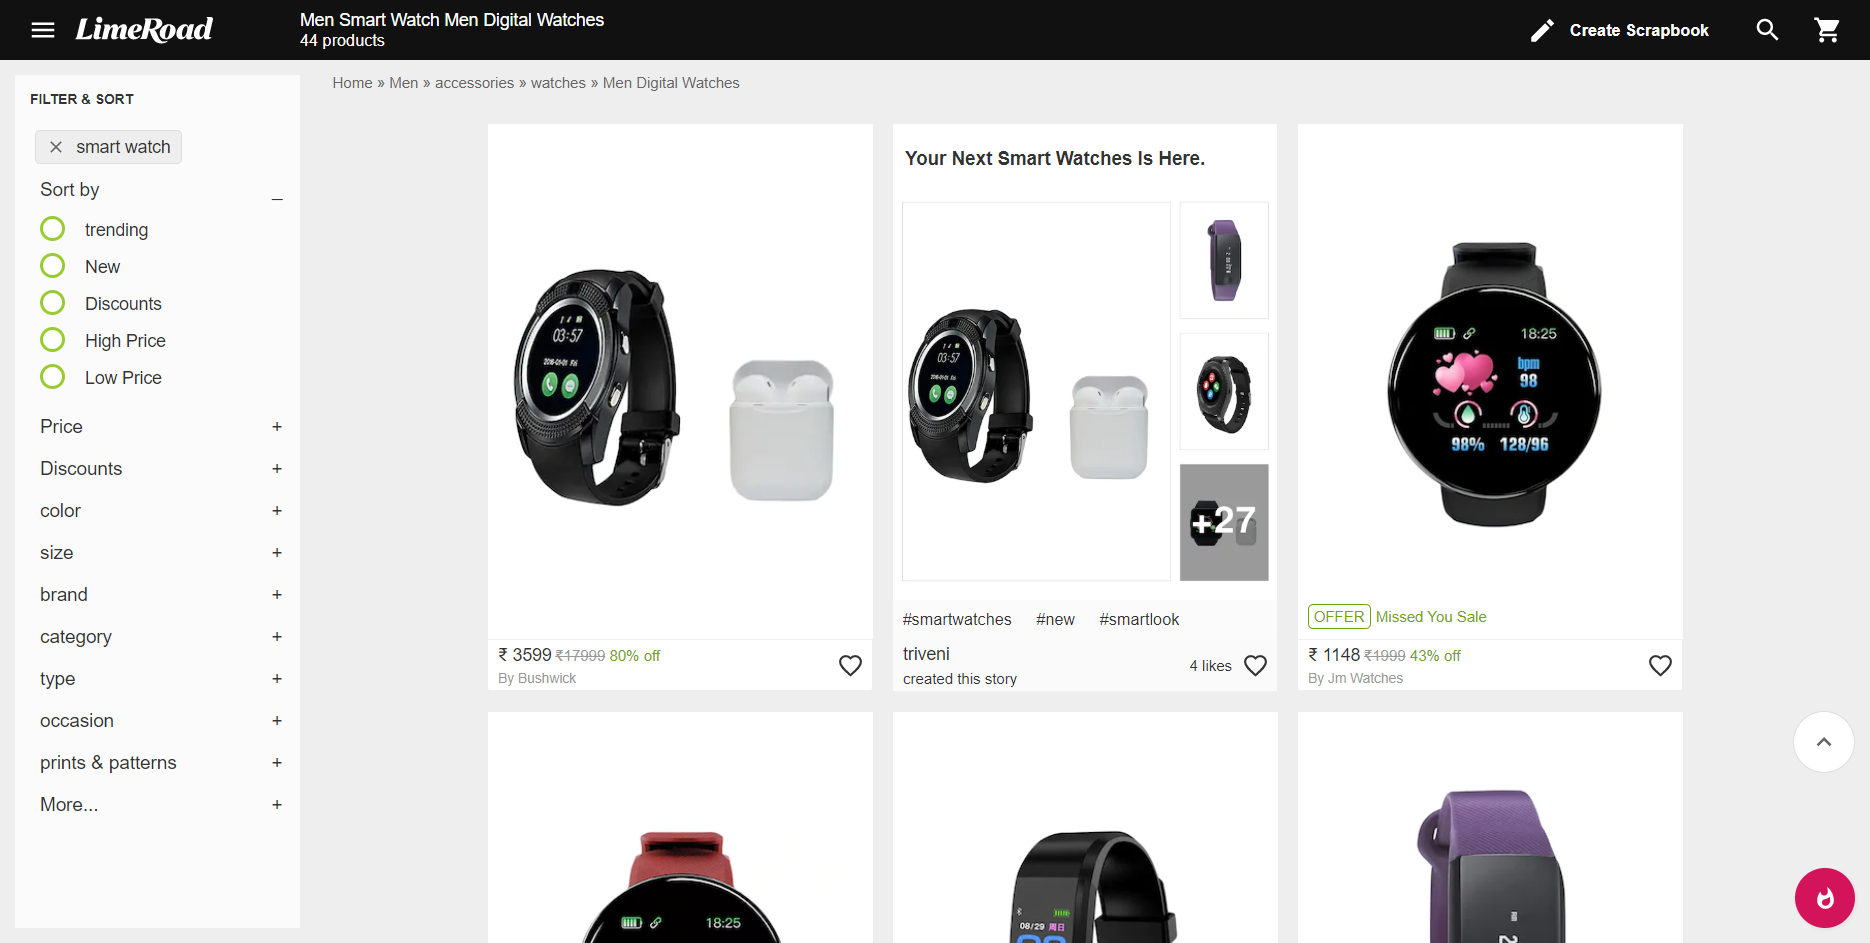 LimeRoad
Men Smart Watch Men Digital Watches
44 products
Create Scrapbook
Home » Men » accessories » watches » Men Digital Watches
FILTER & SORT
smart watch
Sort by
trending
New
Discounts
High Price
Low Price
Price
Discounts
color
size
brand
category
type
occasion
prints & patterns
More...
03:57
₹ 3599 ₹17999 80% off
By Bushwick
Your Next Smart Watches Is Here.
03:57
+27
#smartwatches #new #smartlook
triveni
created this story
4 likes
18:25
bpm
98
98% 128/96
OFFER Missed You Sale
₹ 1148 ₹1999 43% off
By Jm Watches
18:25
08/29 周日